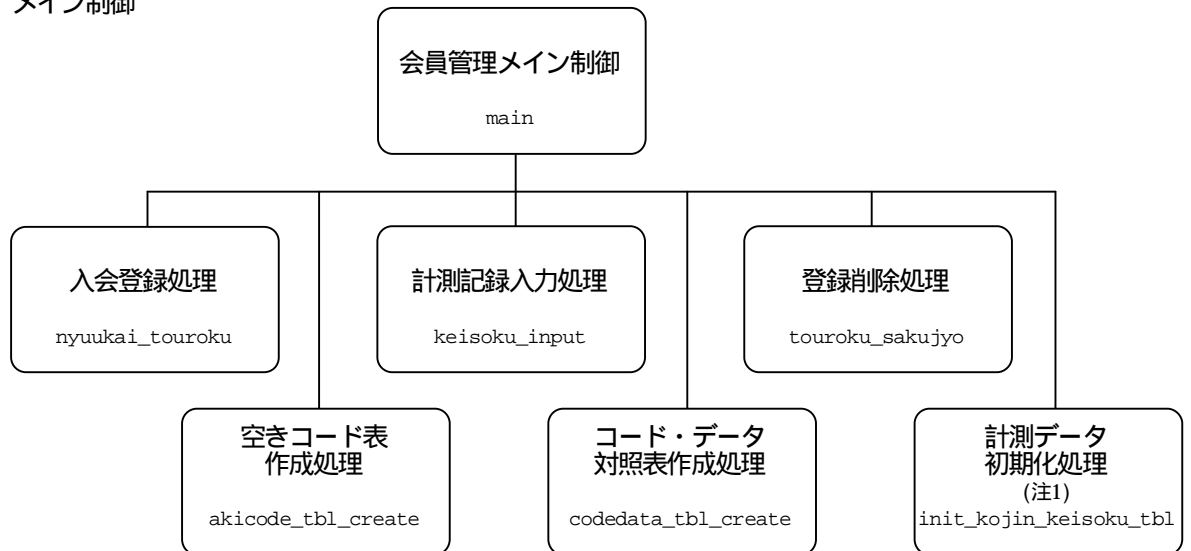 メイン制御
会員管理メイン制御
main
入会登録処理
nyuukai_touroku
計測記録入力処理
keisoku_input
登録削除処理
touroku_sakujyo
空きコード表
作成処理
akicode_tbl_create
コード・データ
対照表作成処理
codedata_tbl_create
計測データ
初期化処理
(注1)
init_kojin_keisoku_tbl